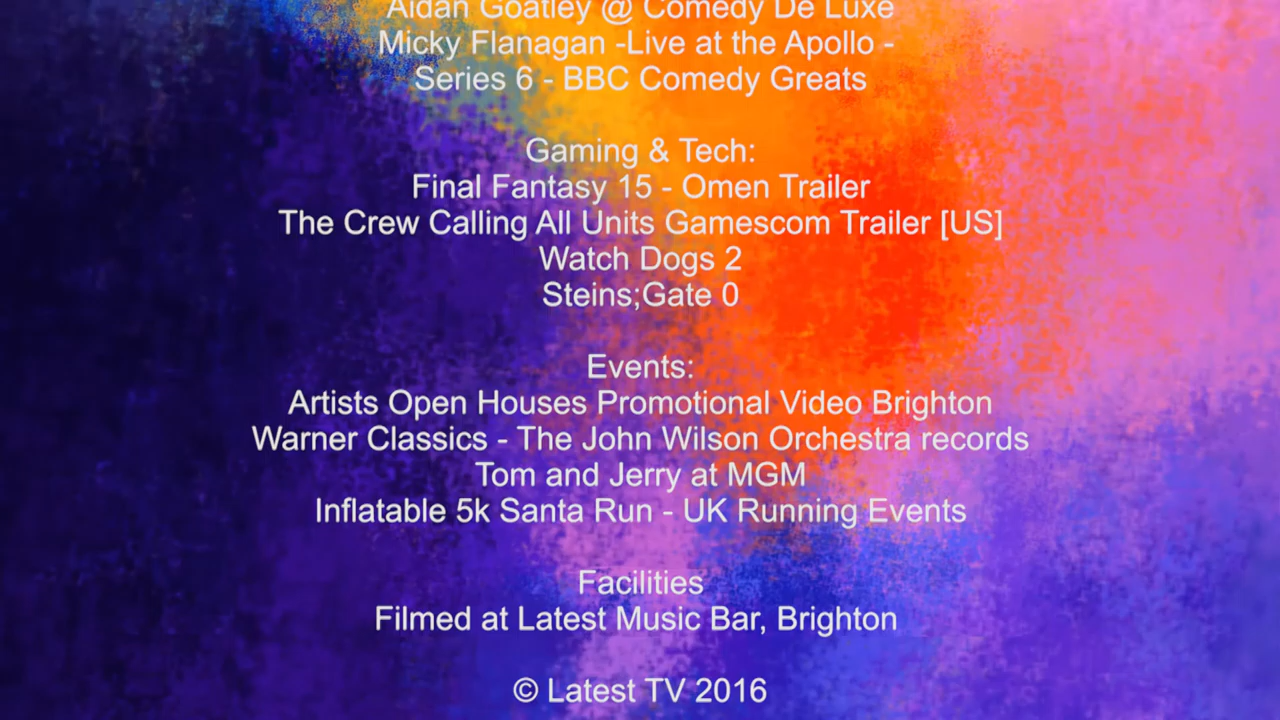 Aidan Goatley @ Comedy De Luxe
Micky Flanagan -Live at the Apollo -
Series 6 - BBC Comedy Greats
Gaming & Tech:
Final Fantasy 15 - Omen Trailer
The Crew Calling All Units Gamescom Trailer [US]
Watch Dogs 2
Steins;Gate 0
Events:
Artists Open Houses Promotional Video Brighton
Warner Classics - The John Wilson Orchestra records
Tom and Jerry at MGM
Inflatable 5k Santa Run - UK Running Events
Facilities
Filmed at Latest Music Bar, Brighton
© Latest TV 2016